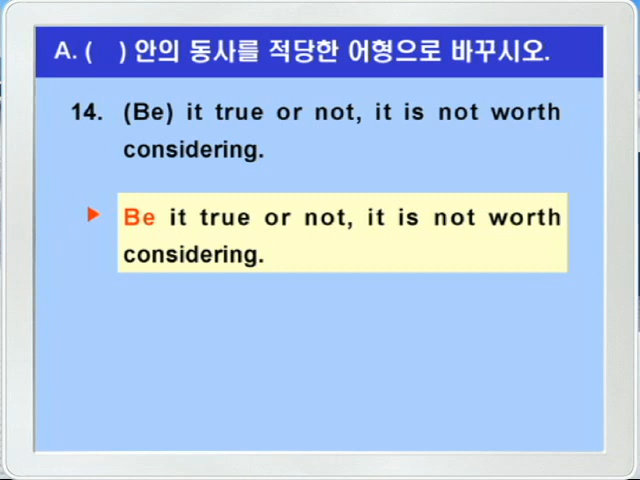 A. (    ) 안의 동사를 적당한 어형으로 바꾸시오.
14. (Be) it true or not, it is not worth
considering.
Be it true or not, it is not worth
considering.